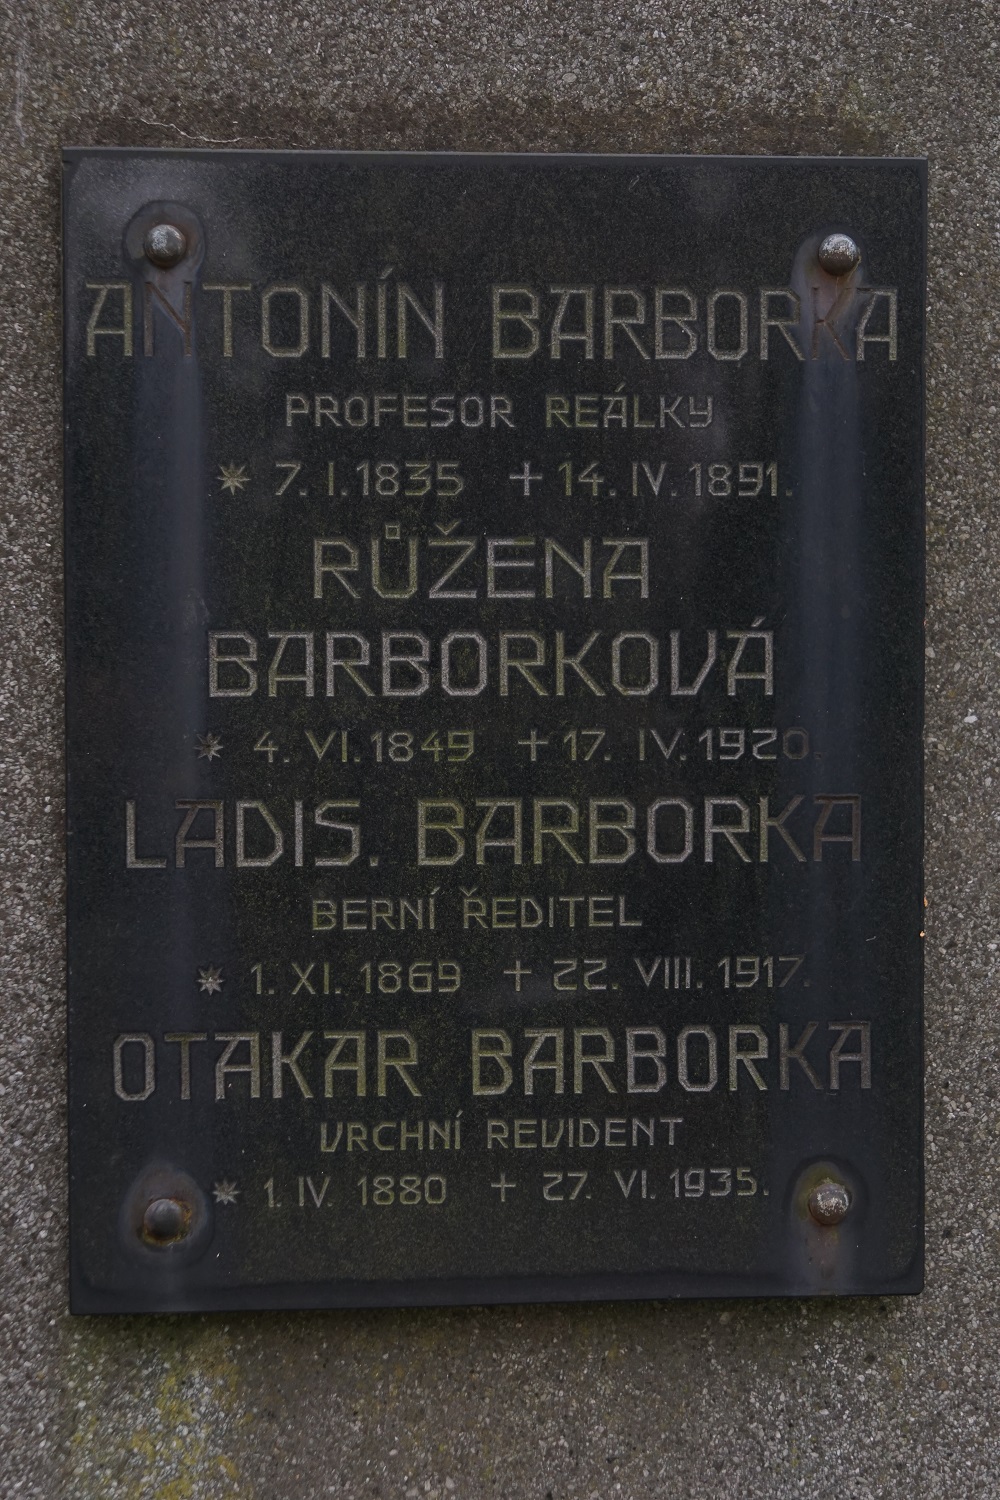 ANTONÍN BARBORKA
PROFESOR REÁLKY
* 7. I. 1835 + 14. IV. 1891.
RŮŽENA
BARBORKOVÁ
* 4. VI. 1849 + 17. IV. 1920.
LADIS. BARBORKA
BERNÍ ŘEDITEL
* 1. XI. 1869 + 22. VIII. 1917.
OTAKAR BARBORKA
VRCHNÍ REVIDENT
* 1. IV. 1880 + 27. VI. 1935.